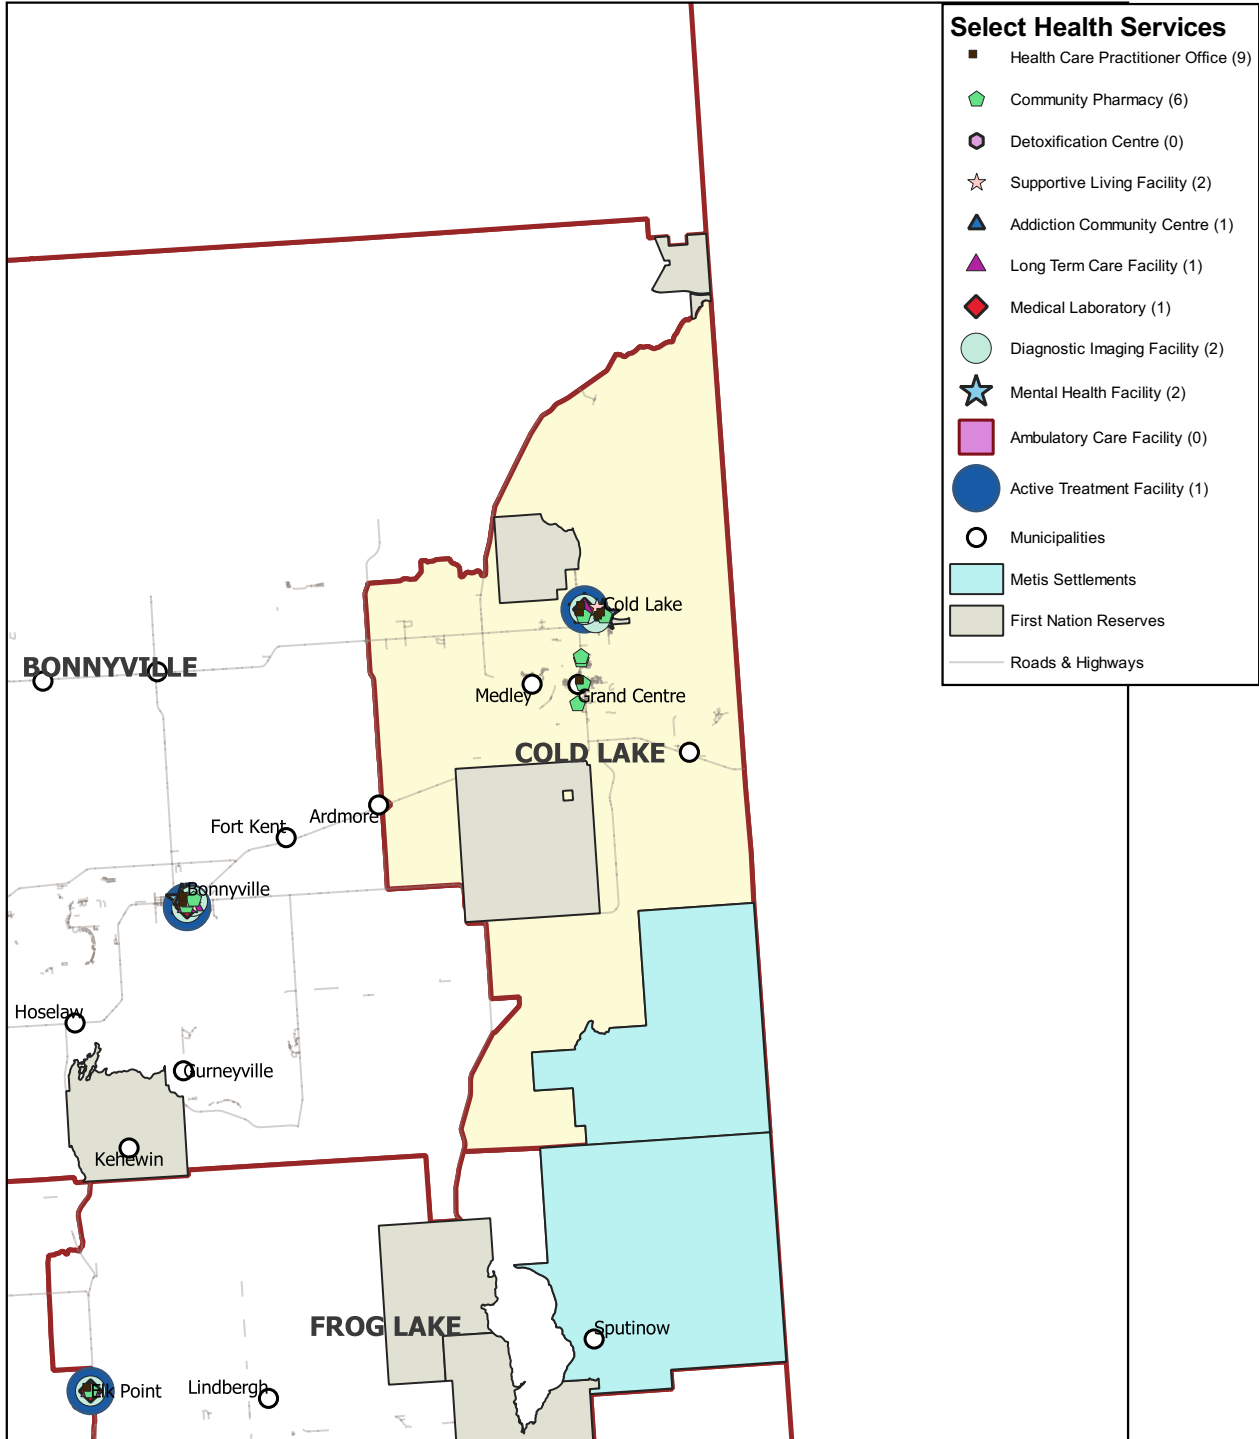 Select Health Services
Health Care Practitioner Office (9)
Community Pharmacy (6)
Detoxification Centre (0)
Supportive Living Facility (2)
Addiction Community Centre (1)
Long Term Care Facility (1)
Medical Laboratory (1)
Diagnostic Imaging Facility (2)
Mental Health Facility (2)
Ambulatory Care Facility (0)
Active Treatment Facility (1)
Municipalities
Metis Settlements
First Nation Reserves
Roads & Highways
Cold Lake
BONNYVILLE
Medley
Grand Centre
COLD LAKE
Ardmore
Fort Kent
Bonnyville
Hoselaw
Gurneyville
Kehewin
FROG LAKE
Sputinow
Elk Point
Lindbergh